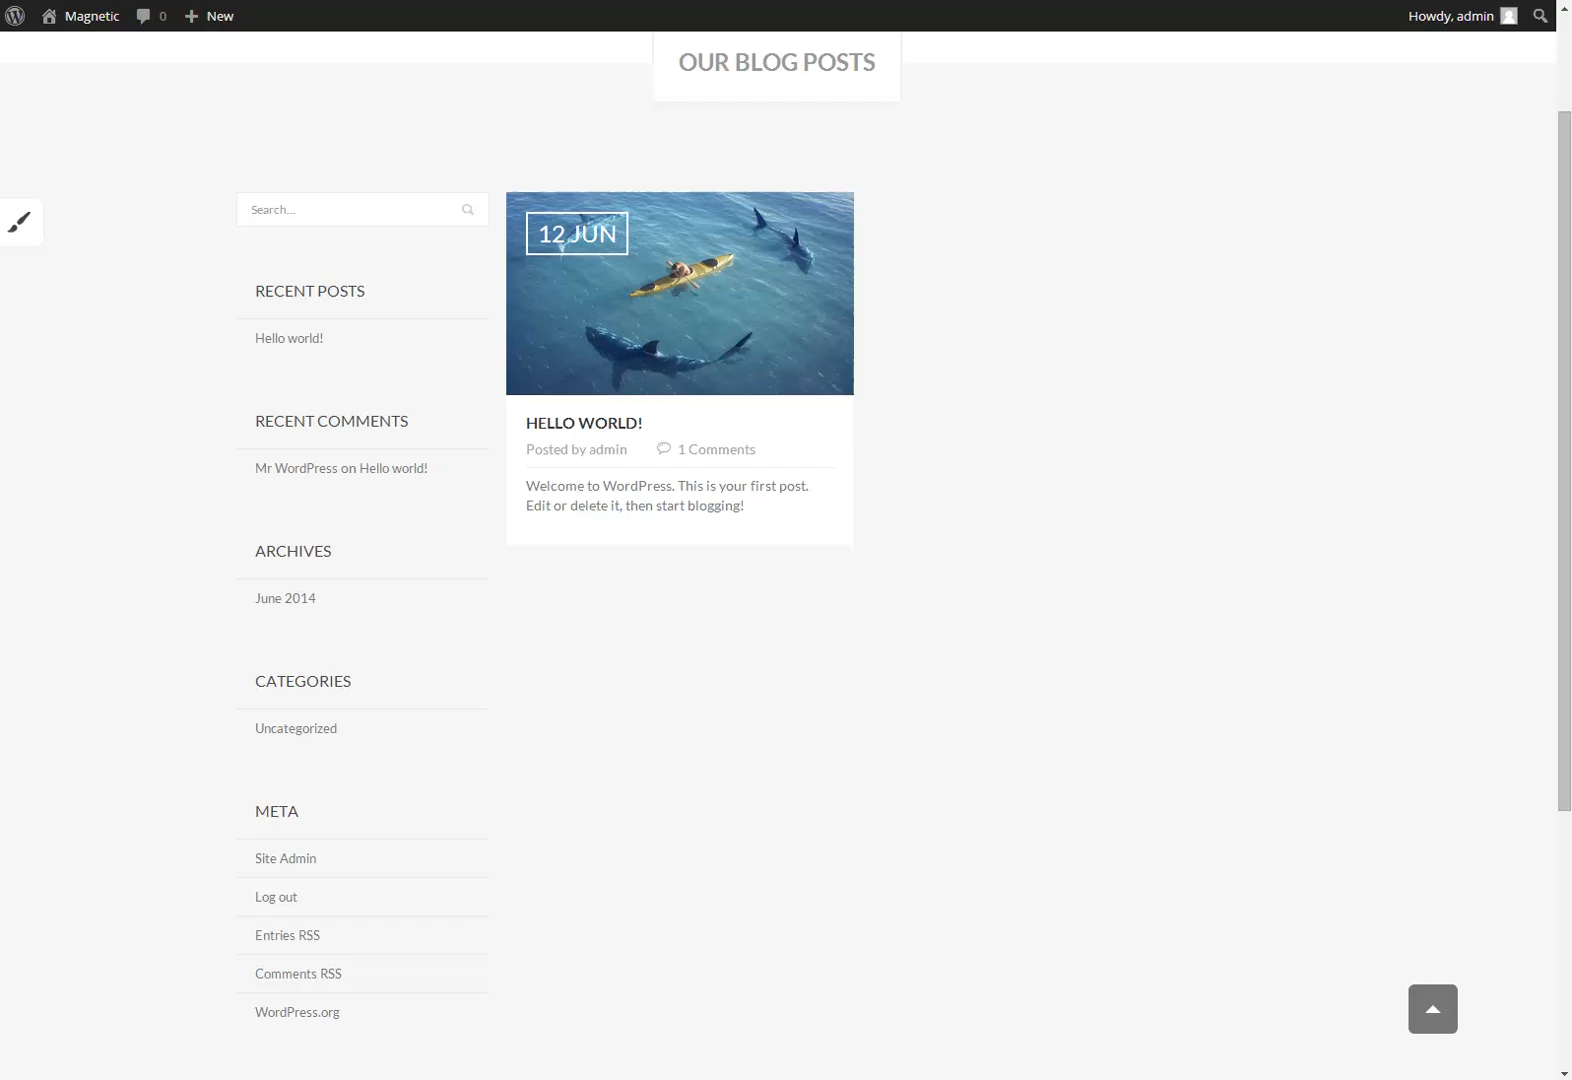 Magnetic 0 New Howdy, admin
OUR BLOG POSTS
Search...
RECENT POSTS
Hello world!
RECENT COMMENTS
Mr WordPress on Hello world!
ARCHIVES
June 2014
CATEGORIES
Uncategorized
META
Site Admin
Log out
Entries RSS
Comments RSS
WordPress.org
12 JUN
HELLO WORLD!
Posted by admin 1 Comments
Welcome to WordPress. This is your first post.
Edit or delete it, then start blogging!